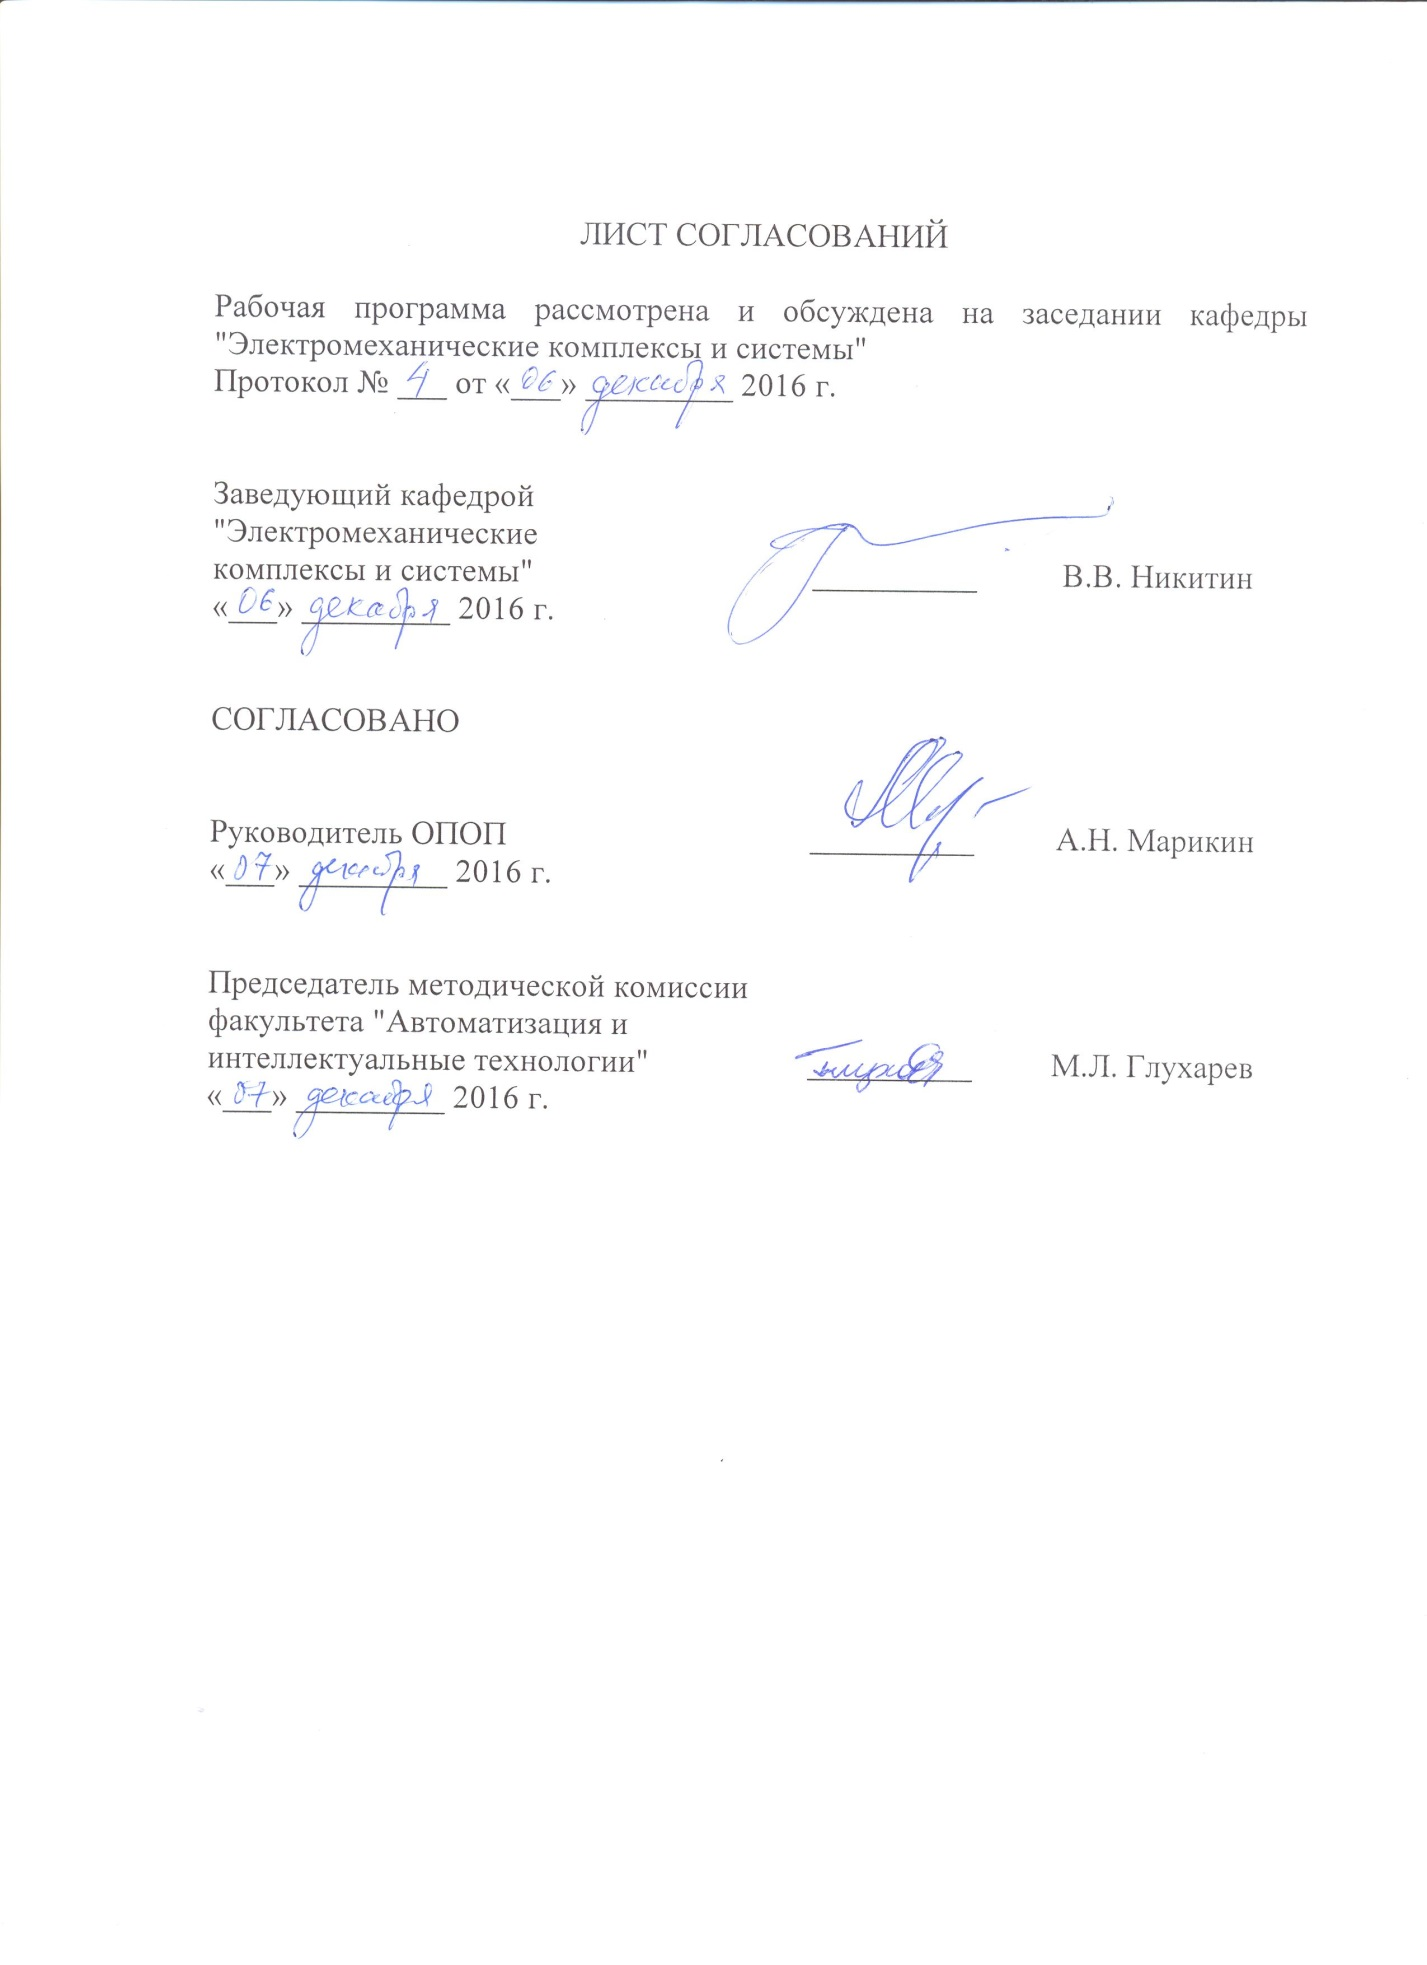 ЛИСТ СОГЛАСОВАНИЙ
Рабочая программа рассмотрена и обсуждена на заседании кафедры
"Электромеханические комплексы и системы"
Протокол № 4 от «06» декабря 2016 г.
Заведующий кафедрой
"Электромеханические
комплексы и системы" В.В. Никитин
«06» декабря 2016 г.
СОГЛАСОВАНО
Руководитель ОПОП А.Н. Марикин
«07» декабря 2016 г.
Председатель методической комиссии
факультета "Автоматизация и
интеллектуальные технологии" М.Л. Глухарев
«07» декабря 2016 г.